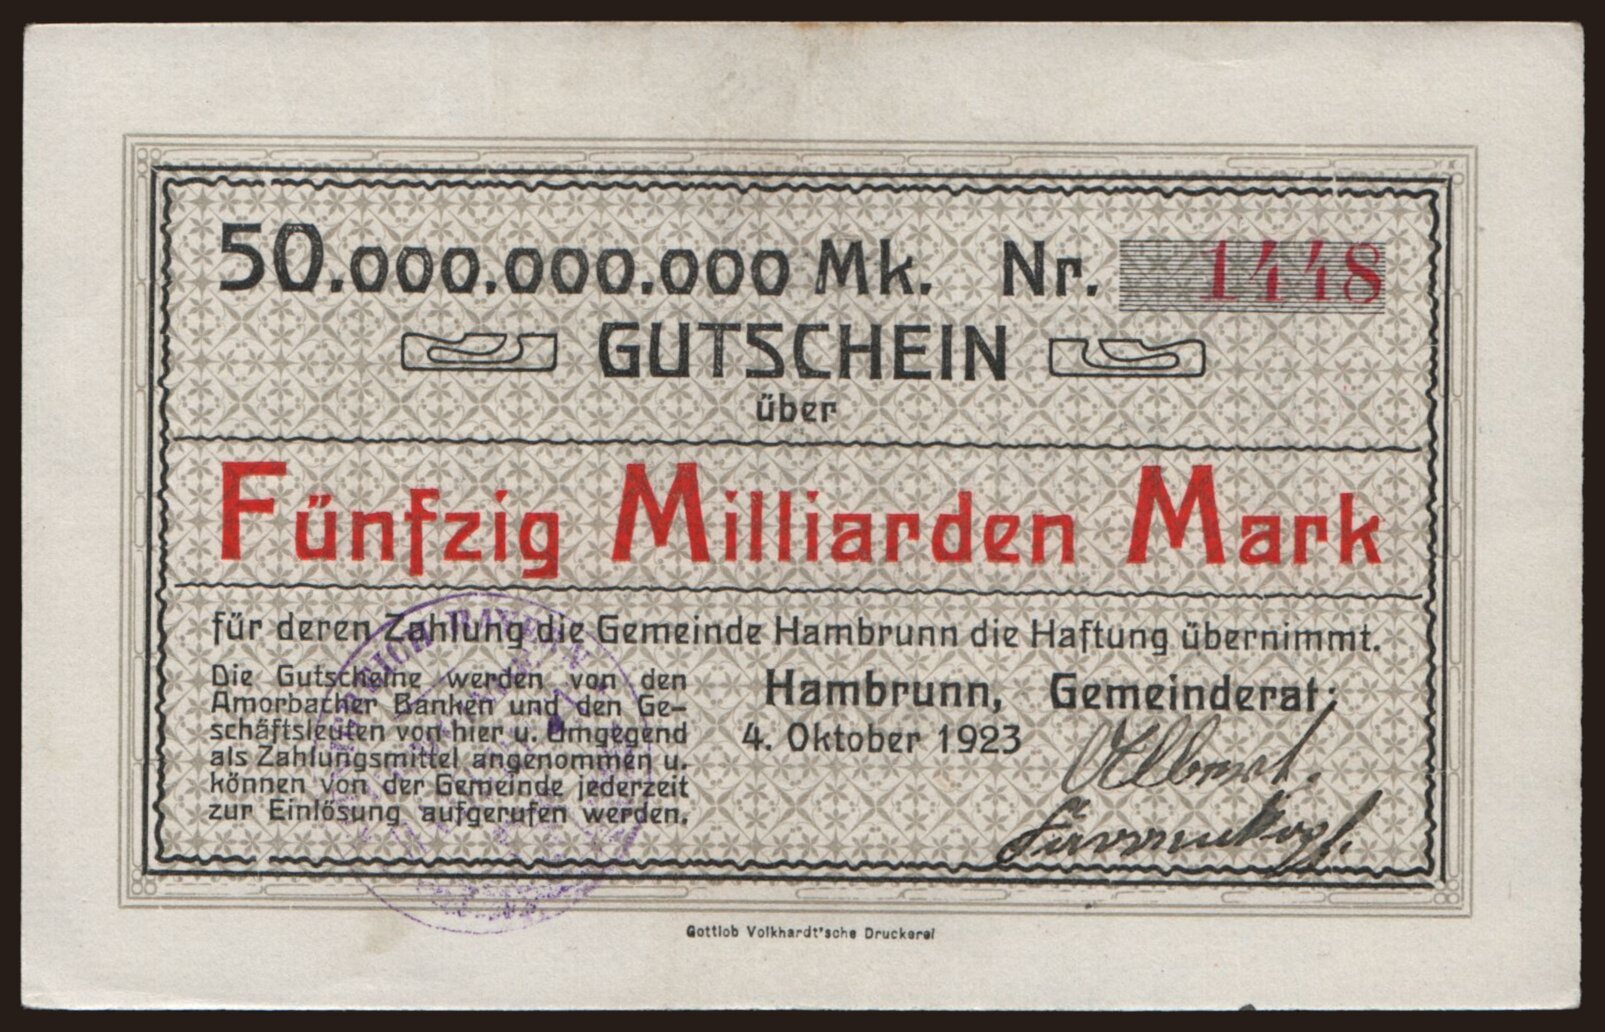 50.000.000.000 Mk. Nr. 1448
GUTSCHEIN
über
Fünfzig Milliarden Mark
für deren Zahlung die Gemeinde Hambrunn die Haftung übernimmt.
Die Gutscheine werden von den
Amorbacher Banken und den Ge-
schäftsleuten von hier u. Umgegend
als Zahlungsmittel angenommen u.
können von der Gemeinde jederzeit
zur Einlösung aufgerufen werden.
Hambrunn, Gemeinderat:
4. Oktober 1923
Gottlob Volkhardt'sche Druckerei